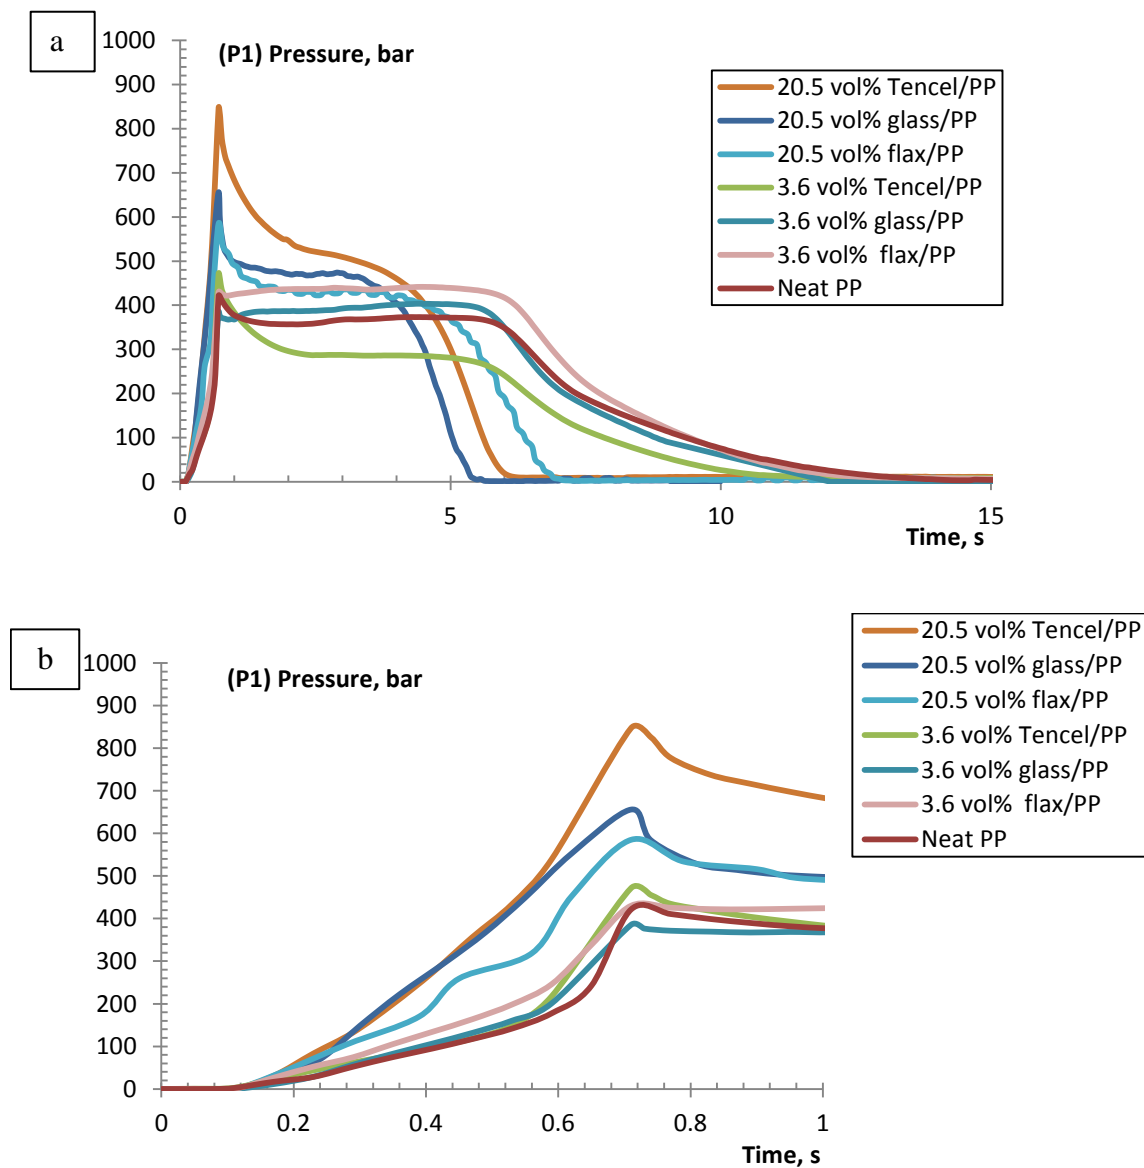 a
(P1) Pressure, bar
1000
900
800
700
600
500
400
300
200
100
0
20.5 vol% Tencel/PP
20.5 vol% glass/PP
20.5 vol% flax/PP
3.6 vol% Tencel/PP
3.6 vol% glass/PP
3.6 vol%  flax/PP
Neat PP
0 5 10 15
Time, s
b
(P1) Pressure, bar
1000
900
800
700
600
500
400
300
200
100
0
20.5 vol% Tencel/PP
20.5 vol% glass/PP
20.5 vol% flax/PP
3.6 vol% Tencel/PP
3.6 vol% glass/PP
3.6 vol%  flax/PP
Neat PP
0 0.2 0.4 0.6 0.8 1
Time, s